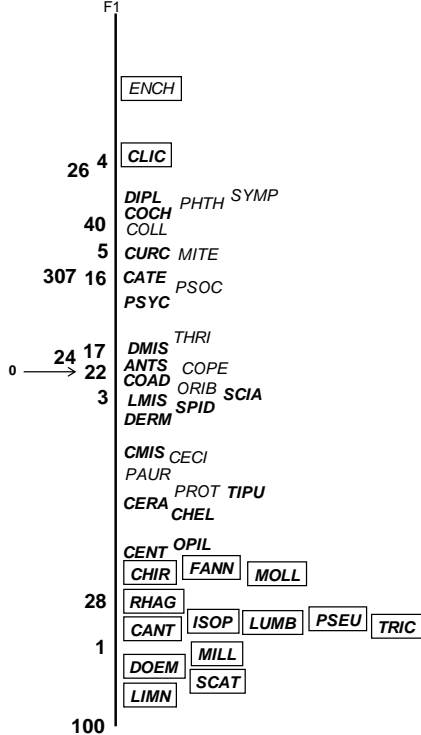 F1
ENCH
4 CLIC
26
DIPL PHTH SYMP
COCH
40 COLL
5 CURC MITE
307 16 CATE PSOC
PSYC
THRI
17 DMIS
24
ANTS COPE
0 22 COAD
ORIB SCIA
3 LMIS SPID
DERM
CMIS CECI
PAUR
PROT TIPU
CERA
CHEL
CENT OPIL
CHIR FANN MOLL
28 RHAG
CANT ISOP LUMB PSEU TRIC
1 MILL
DOEM
SCAT
LIMN
100